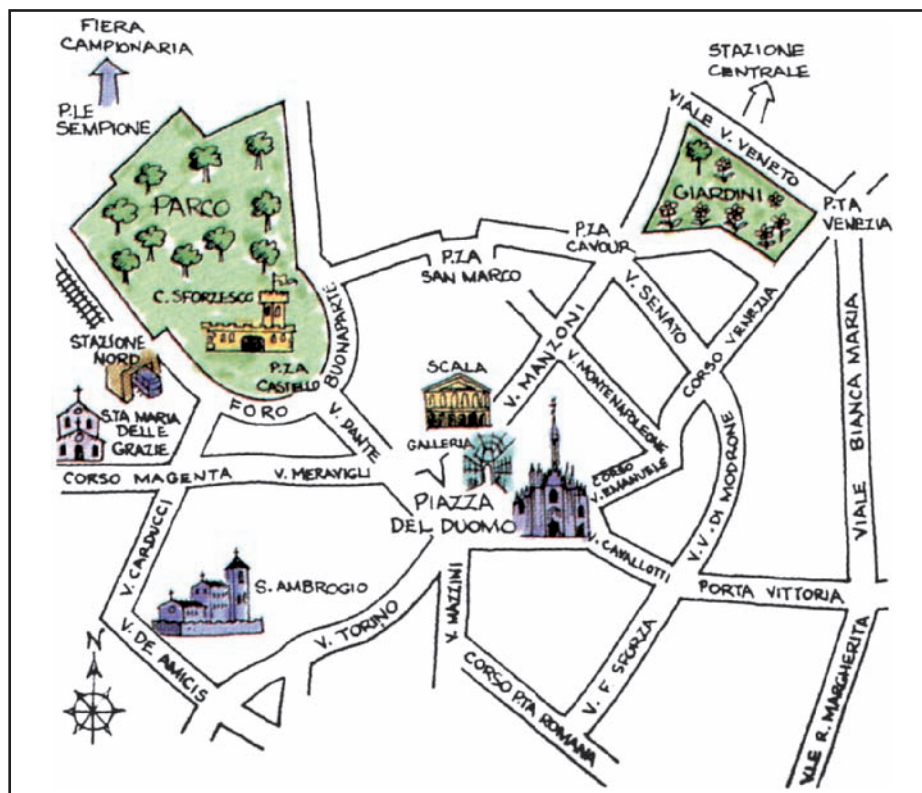 FIERA
CAMPIONARIA
P.LE
SEMPIONE
STAZIONE
CENTRALE
VIALE V. VENETO
GIARDINI
P.TA
VENEZIA
PARCO
P.ZA
CAVOUR
P.ZA
SAN MARCO
C. SFORZESCO
BUONAPARTE
V. SENATO
CORSO VENEZIA
V. MANZONI
V. MONTENAPOLEONE
VIALE BIANCA MARIA
STAZIONE
NORD
P.ZA
CASTELLO
FORO
V. DANTE
SCALA
GALLERIA
S.TA MARIA
DELLE
GRAZIE
CORSO MAGENTA
V. MERAVIGLI
PIAZZA
DEL DUOMO
CORSO
V. EMANUELE
V. V. DI MODRONE
V. CAVALLOTTI
PORTA VITTORIA
V. CARDUCCI
S. AMBROGIO
V. TORINO
V. MAZZINI
V. DE AMICIS
N
CORSO P.TA ROMANA
V. F. SFORZA
V.LE R. MARGHERITA